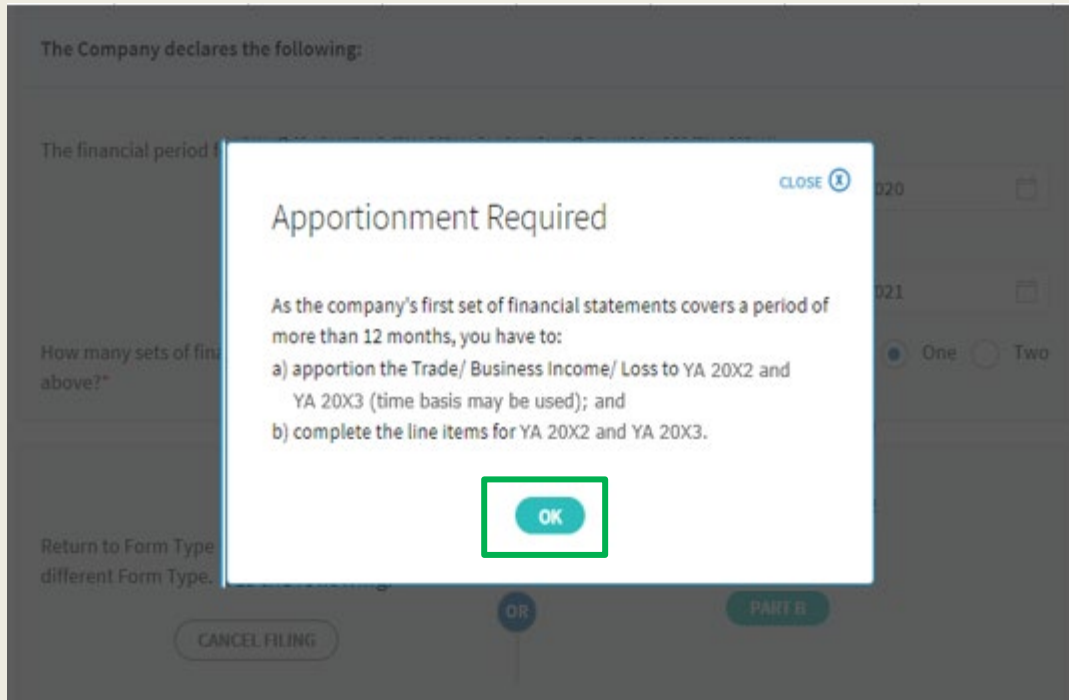 The Company declares the following:
The financial period f
CLOSE X
020
Apportionment Required
021
As the company's first set of financial statements covers a period of
more than 12 months, you have to:
How many sets of fina
One Two
above?*
a) apportion the Trade/ Business Income/ Loss to YA 20X2 and
YA 20X3 (time basis may be used); and
b) complete the line items for YA 20X2 and YA 20X3.
OK
Return to Form Type
different Form Type.
OR
PART B
CANCEL FILING